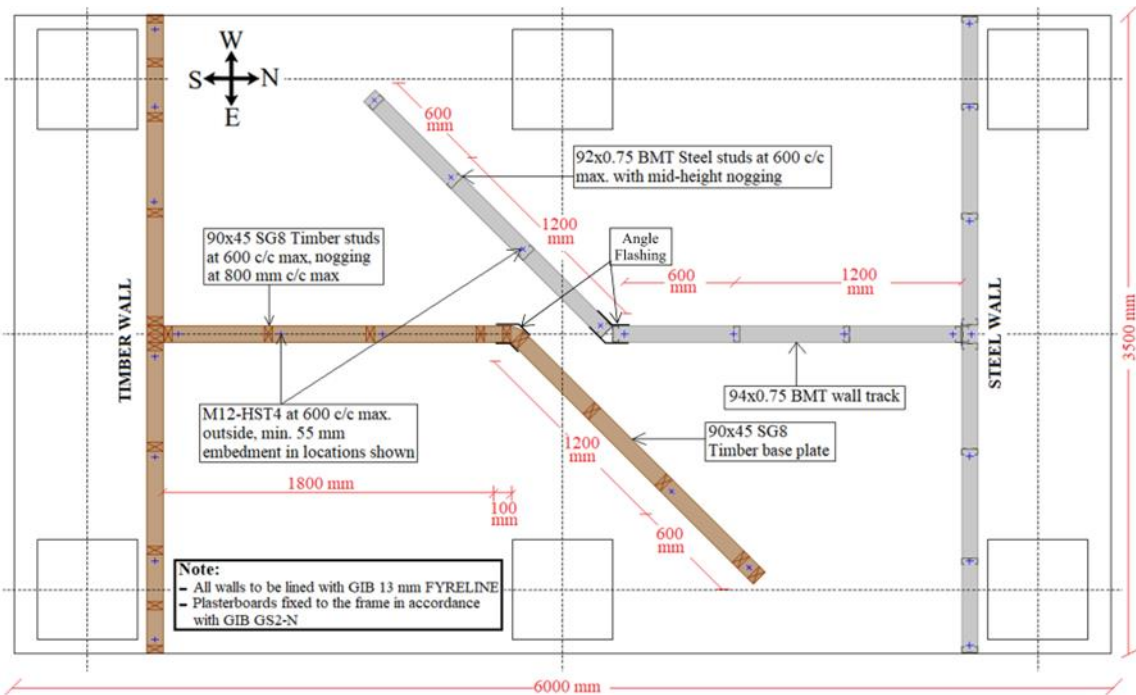 W
S
N
E
600
mm
92x0.75 BMT Steel studs at 600 c/c
max. with mid-height nogging
90x45 SG8 Timber studs
at 600 c/c max, nogging
at 800 mm c/c max
1200
mm
Angle
Flashing
600
mm
1200
mm
TIMBER WALL
STEEL WALL
3500 mm
94x0.75 BMT wall track
M12-HST4 at 600 c/c max.
outside, min. 55 mm
embedment in locations shown
90x45 SG8
Timber base plate
1200
mm
1800 mm
100
mm
600
mm
Note:
- All walls to be lined with GIB 13 mm FYRELINE
- Plasterboards fixed to the frame in accordance
with GIB GS2-N
6000 mm